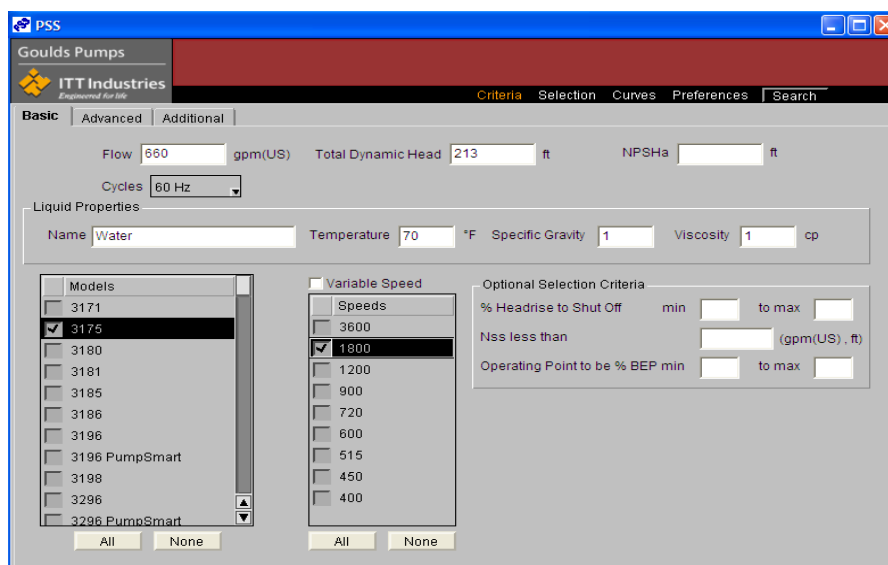 PSS
Goulds Pumps
ITT Industries
Engineered for life
Criteria Selection Curves Preferences Search
Basic Advanced Additional
Flow 660 gpm(US) Total Dynamic Head 213 ft NPSHa ft
Cycles 60 Hz
Liquid Properties
Name Water Temperature 70 °F Specific Gravity 1 Viscosity 1 cp
Variable Speed Optional Selection Criteria
Models Speeds % Headrise to Shut Off min to max
3171 3600
3175 1800 Nss less than (gpm(US) , ft)
3180 1200 Operating Point to be % BEP min to max
3181 900
3185 720
3186 600
3196 515
3196 PumpSmart 450
3198 400
3296
3296 PumpSmart
All None All None